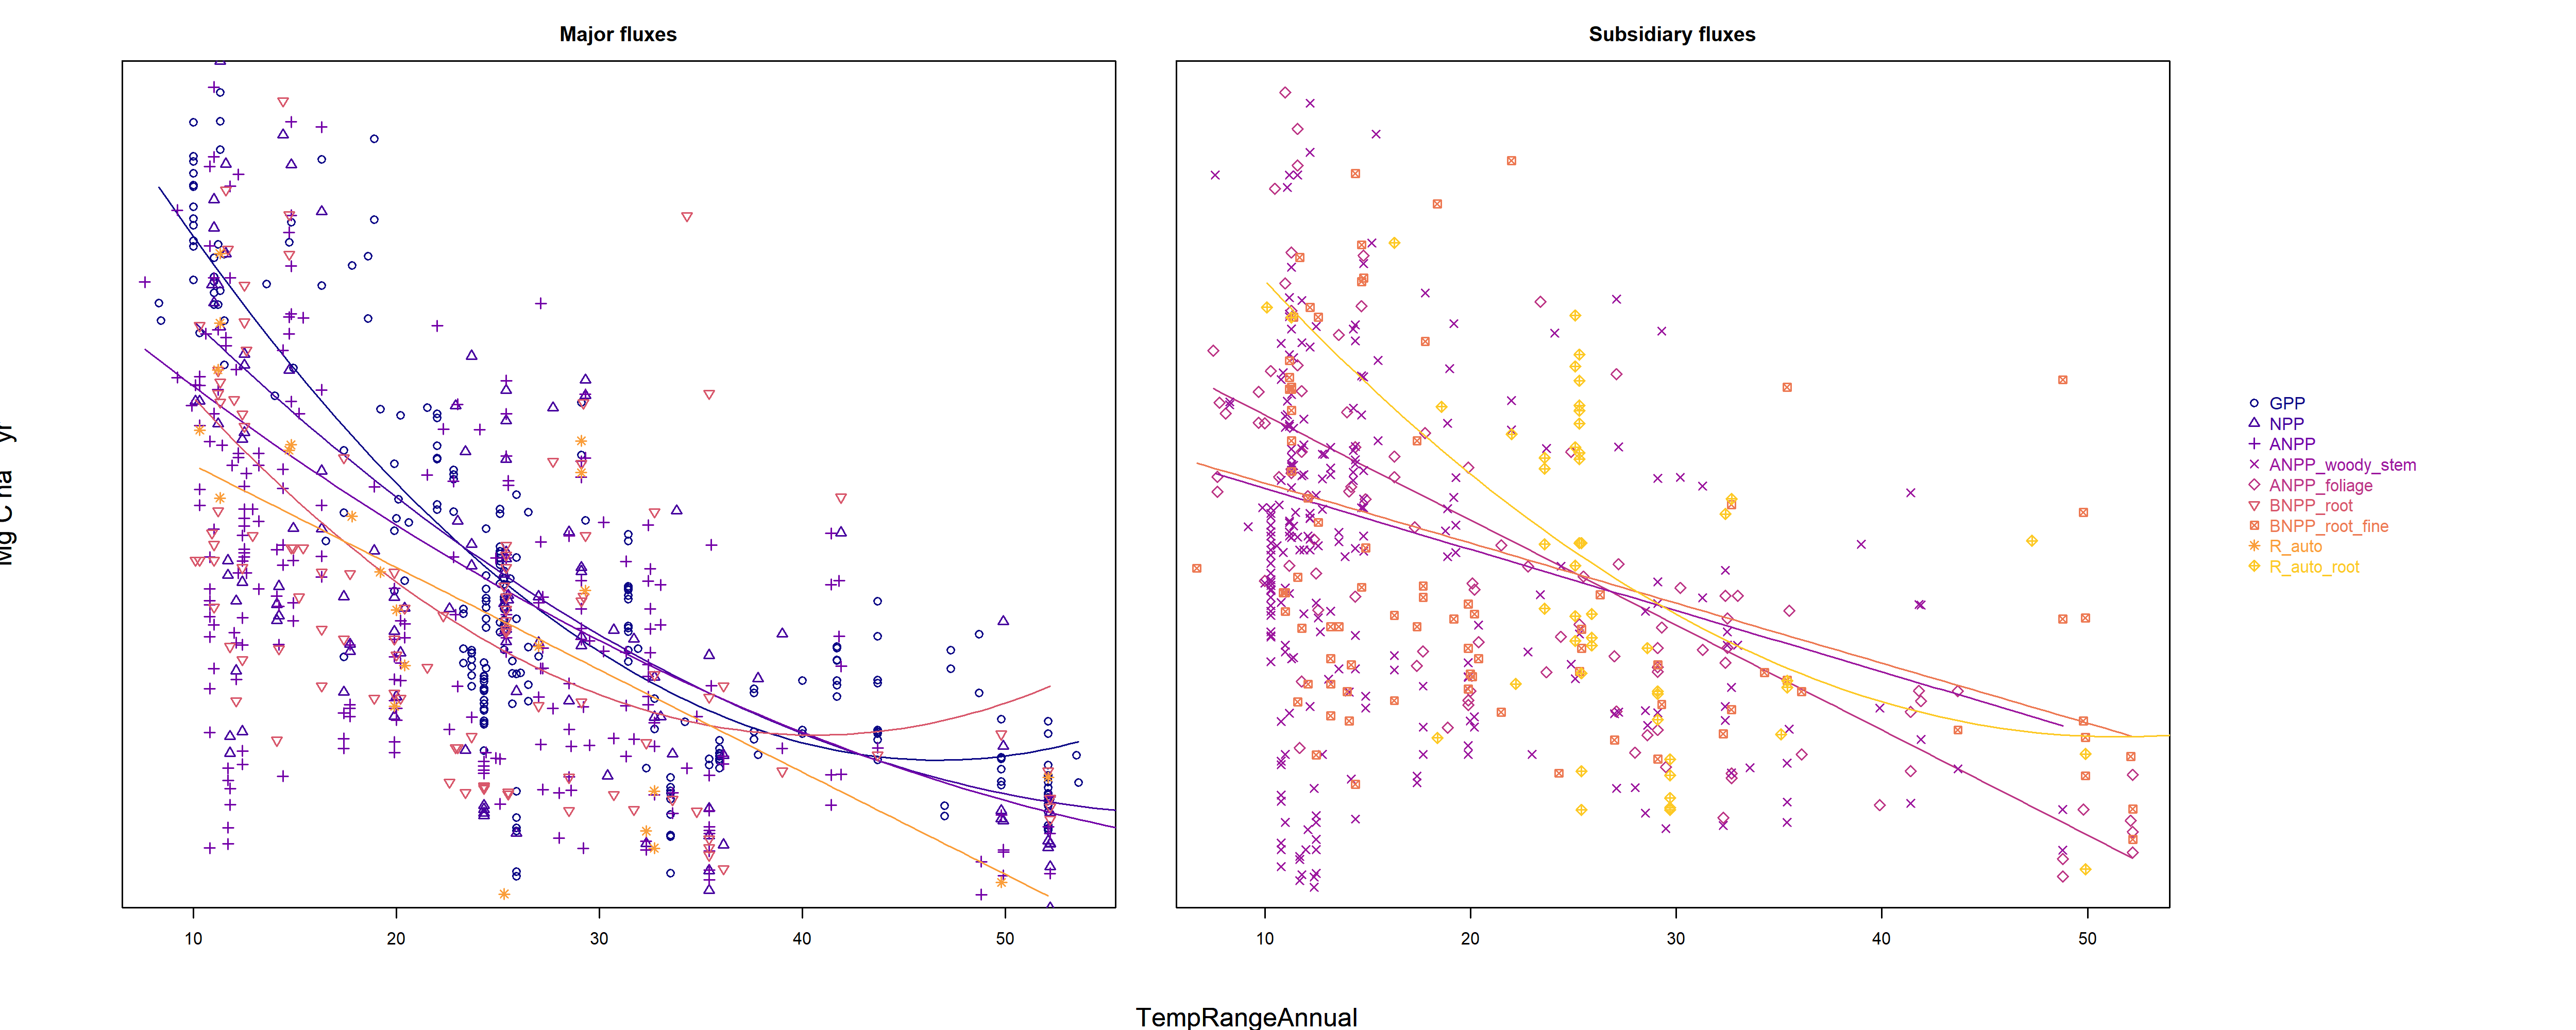 Major fluxes
Subsidiary fluxes
Mg C ha yr
10 20 30 40 50
10 20 30 40 50
TempRangeAnnual
GPP
NPP
ANPP
ANPP_woody_stem
ANPP_foliage
BNPP_root
BNPP_root_fine
R_auto
R_auto_root